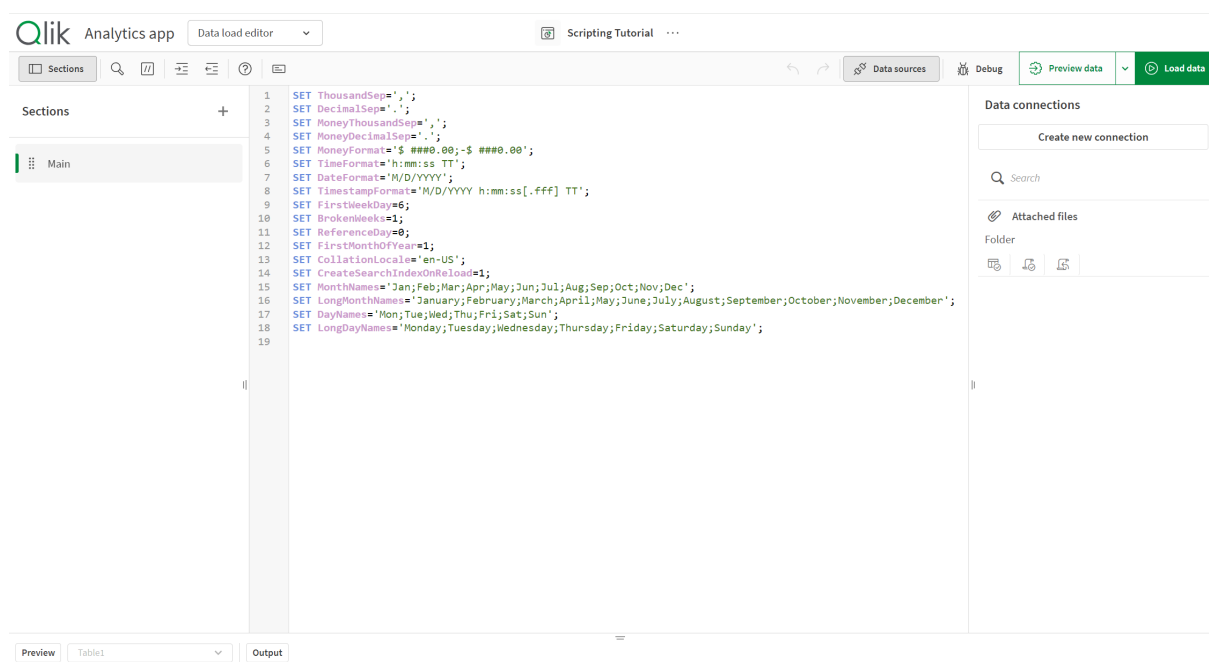 Qlik Analytics app Data load editor Scripting Tutorial ...
Sections // Data sources Debug Preview data Load data
Sections +
Main
1 SET ThousandSep=',';
2 SET DecimalSep='.';
3 SET MoneyThousandSep=',';
4 SET MoneyDecimalSep='.';
5 SET MoneyFormat='$ ###0.00;-$ ###0.00';
6 SET TimeFormat='h:mm:ss TT';
7 SET DateFormat='M/D/YYYY';
8 SET TimestampFormat='M/D/YYYY h:mm:ss[.fff] TT';
9 SET FirstWeekDay=6;
10 SET BrokenWeeks=1;
11 SET ReferenceDay=0;
12 SET FirstMonthOfYear=1;
13 SET CollationLocale='en-US';
14 SET CreateSearchIndexOnReload=1;
15 SET MonthNames='Jan;Feb;Mar;Apr;May;Jun;Jul;Aug;Sep;Oct;Nov;Dec';
16 SET LongMonthNames='January;February;March;April;May;June;July;August;September;October;November;December';
17 SET DayNames='Mon;Tue;Wed;Thu;Fri;Sat;Sun';
18 SET LongDayNames='Monday;Tuesday;Wednesday;Thursday;Friday;Saturday;Sunday';
19
Data connections
Create new connection
Search
Attached files
Folder
Preview Table1 Output